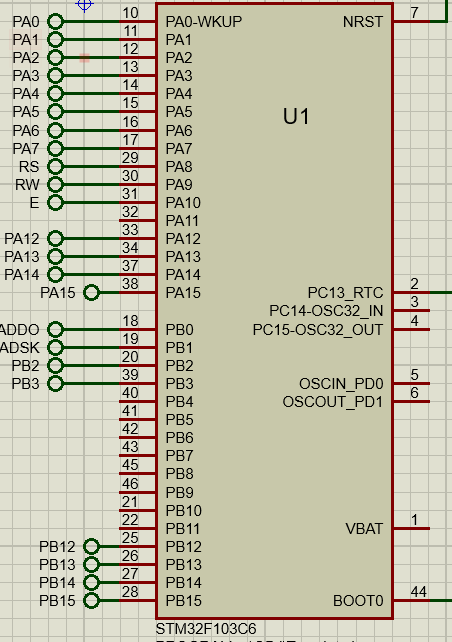 PA0 10 PA0-WKUP NRST 7
PA1 11 PA1
PA2 12 PA2
PA3 13 PA3
PA4 14 PA4
PA5 15 PA5
PA6 16 PA6
PA7 17 PA7
U1
RS 29 PA8
RW 30 PA9
E 31 PA10
32 PA11
PA12 33 PA12
PA13 34 PA13
PA14 37 PA14
PA15 38 PA15 PC13_RTC 2
PC14-OSC32_IN 3
ADDO 18 PB0 PC15-OSC32_OUT 4
ADSK 19 PB1
PB2 20 PB2
PB3 39 PB3 OSCIN_PD0 5
40 PB4 OSCOUT_PD1 6
41 PB5
42 PB6
43 PB7
45 PB8
46 PB9
21 PB10
22 PB11 VBAT 1
PB12 25 PB12
PB13 26 PB13
PB14 27 PB14
PB15 28 PB15 BOOT0 44
STM32F103C6